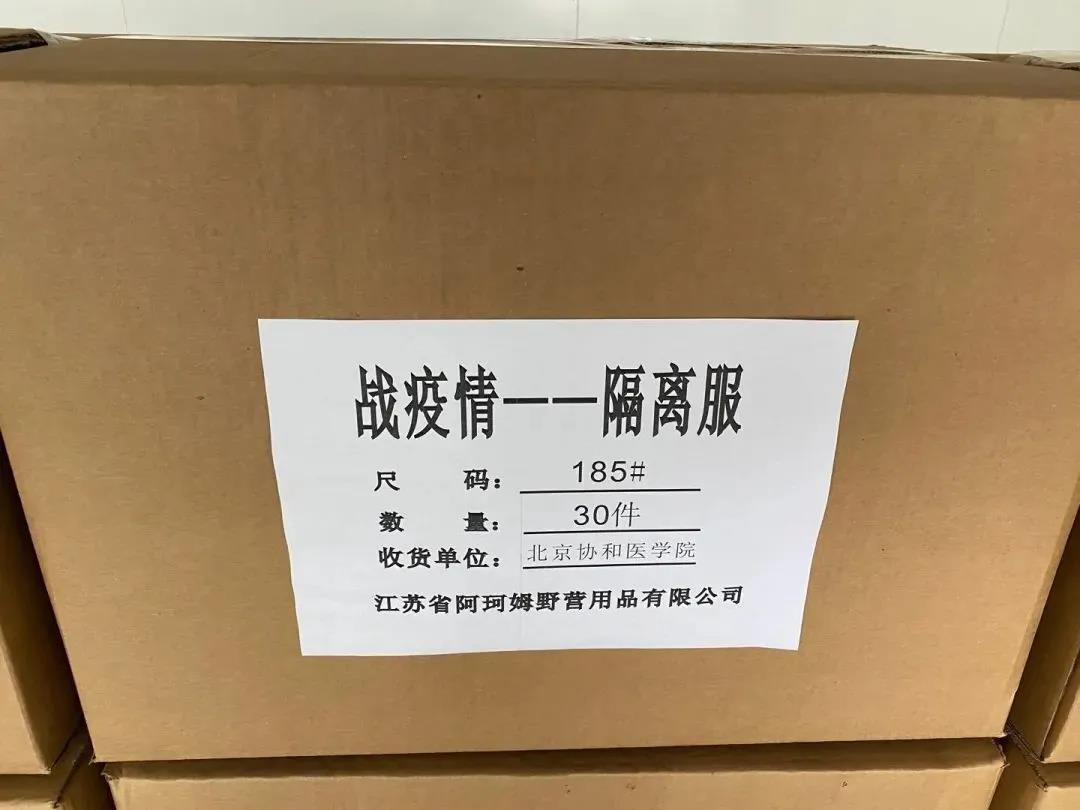 战疫情——隔离服
尺 码： 185#
数 量： 30件
收货单位： 北京协和医学院
江苏省阿珂姆野营用品有限公司